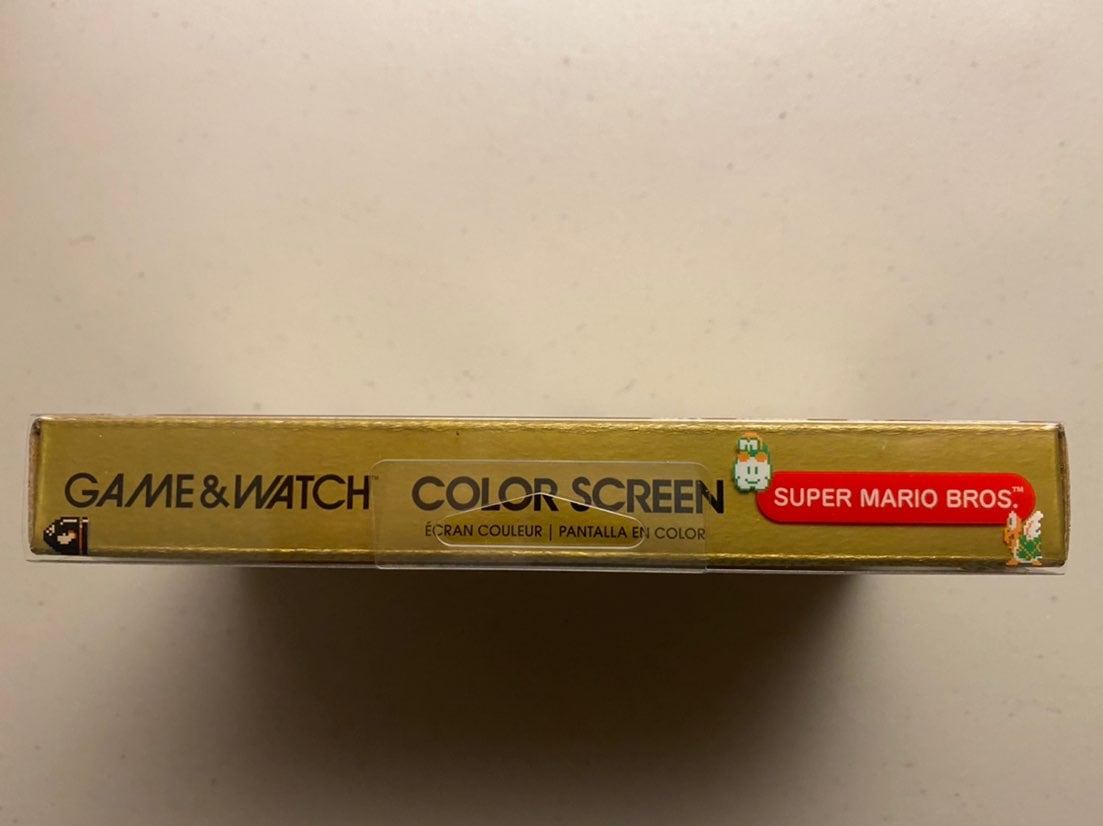 GAME & WATCH™ COLOR SCREEN
ÉCRAN COULEUR | PANTALLA EN COLOR
SUPER MARIO BROS.™